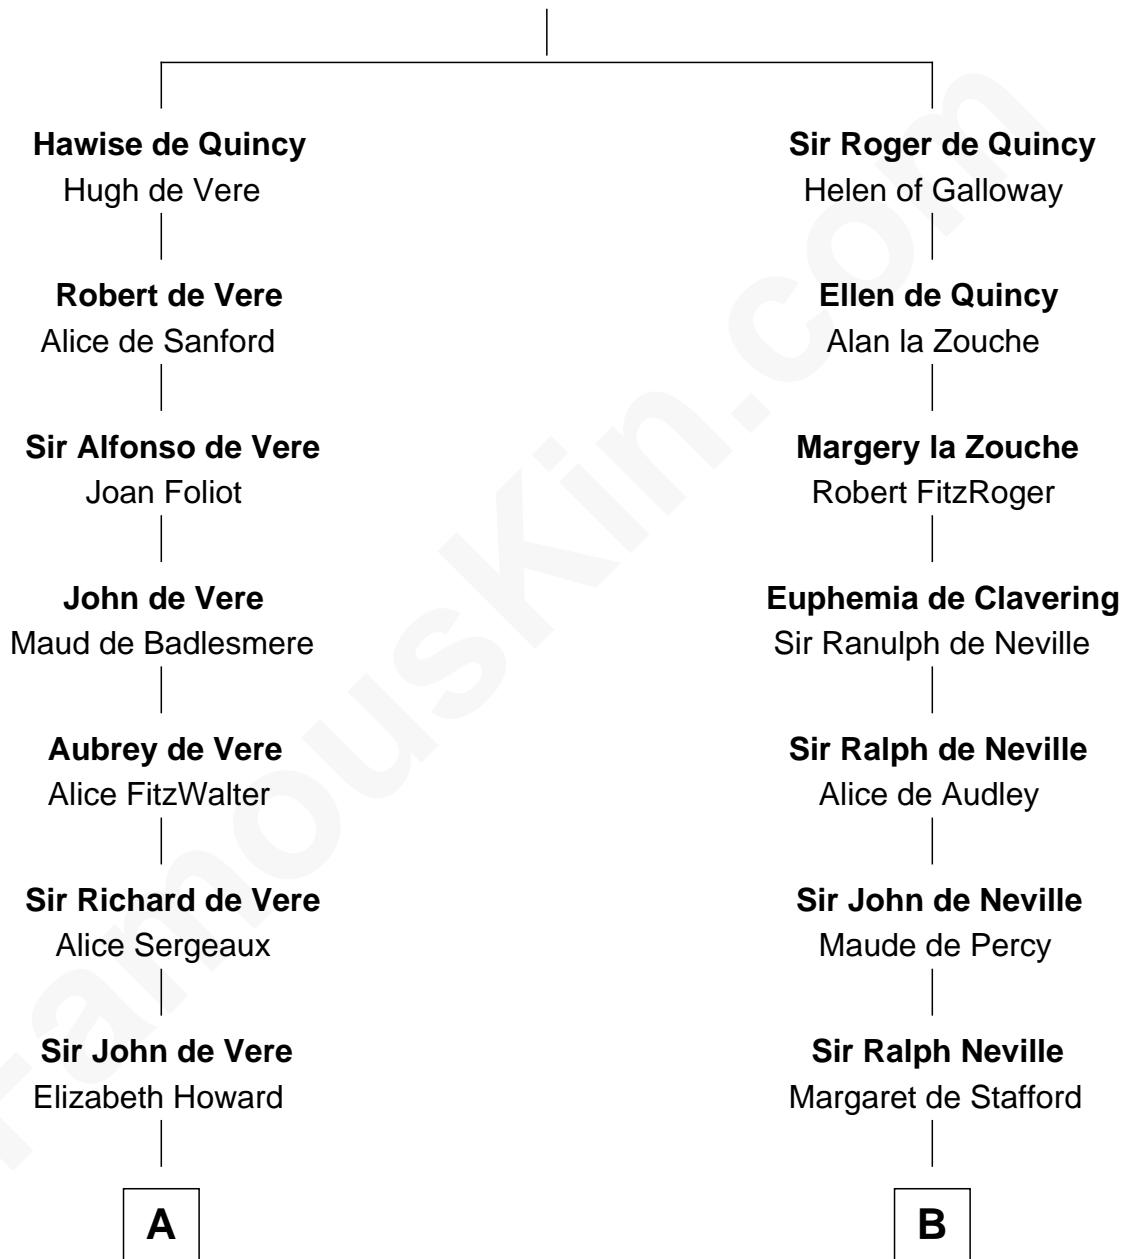 Hawise de Quincy
Hugh de Vere
Robert de Vere
Alice de Sanford
Sir Alfonso de Vere
Joan Foliot
John de Vere
Maud de Badlesmere
Aubrey de Vere
Alice FitzWalter
Sir Richard de Vere
Alice Sergeaux
Sir John de Vere
Elizabeth Howard
A
Sir Roger de Quincy
Helen of Galloway
Ellen de Quincy
Alan la Zouche
Margery la Zouche
Robert FitzRoger
Euphemia de Clavering
Sir Ranulph de Neville
Sir Ralph de Neville
Alice de Audley
Sir John de Neville
Maude de Percy
Sir Ralph Neville
Margaret de Stafford
B
FamousKin.com